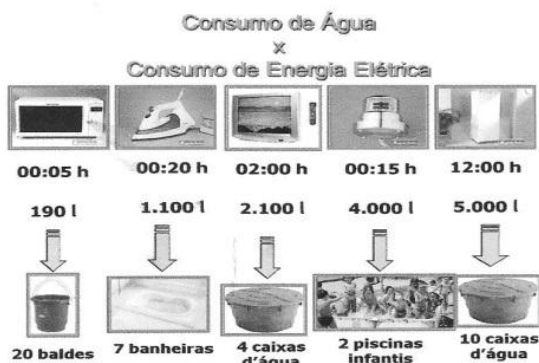 Consumo de Água
x
Consumo de Energia Elétrica
00:05 h 00:20 h 02:00 h 00:15 h 12:00 h
190 l 1.100 l 2.100 l 4.000 l 5.000 l
20 baldes 7 banheiras 4 caixas d'água 2 piscinas infantis 10 caixas d'água